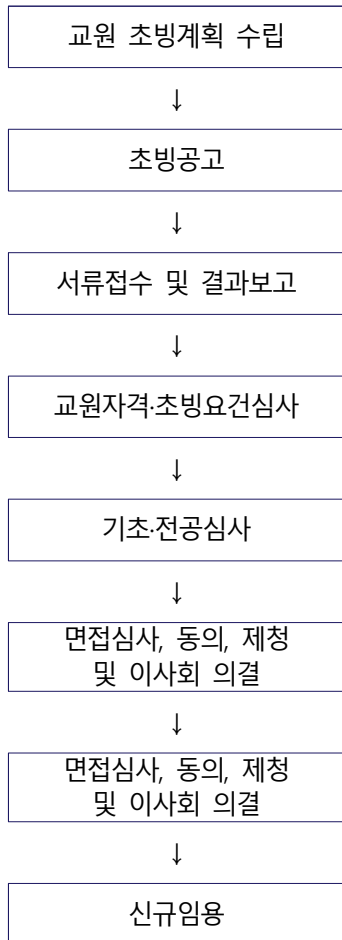 교원 초빙계획 수립
↓
초빙공고
↓
서류접수 및 결과보고
↓
교원자격·초빙요건심사
↓
기초·전공심사
↓
면접심사, 동의, 제청
및 이사회 의결
↓
면접심사, 동의, 제청
및 이사회 의결
↓
신규임용